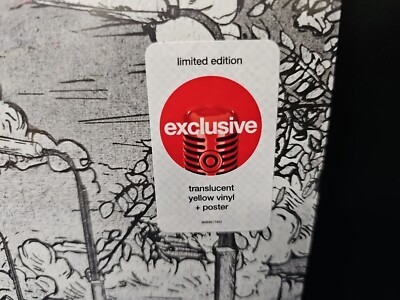 limited edition
exclusive
translucent
yellow vinyl
+ poster